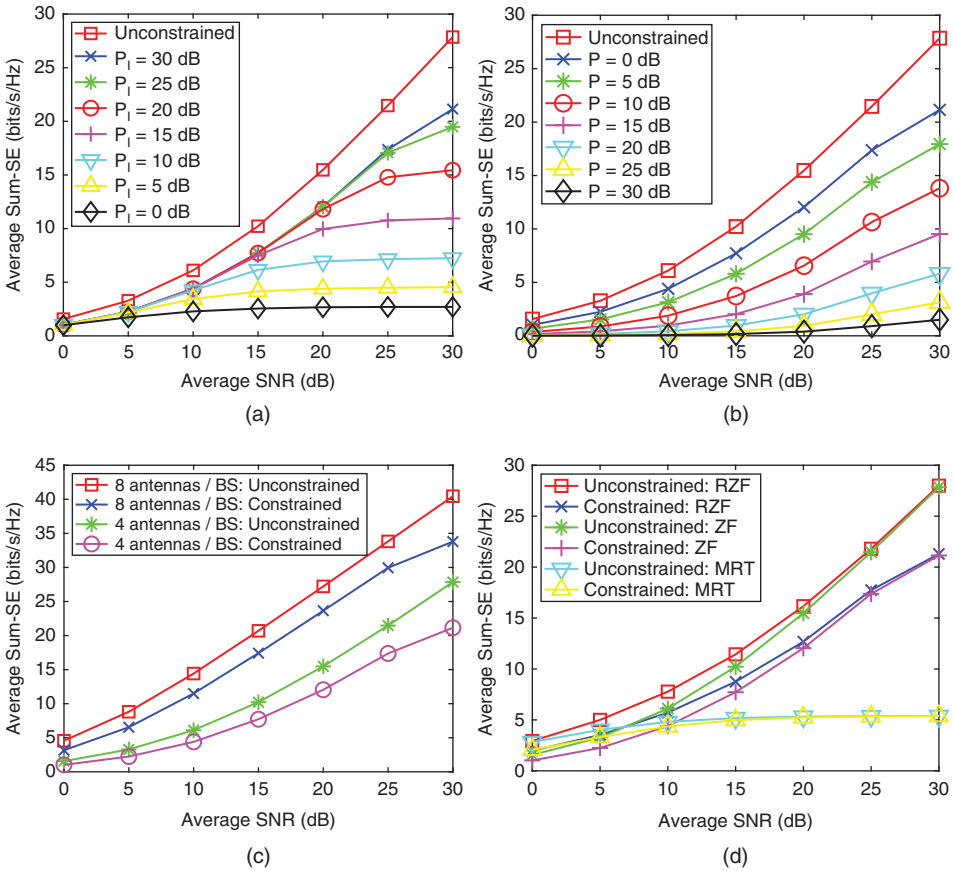 30
25
20
15
10
5
0
Average Sum-SE (bits/s/Hz)
Unconstrained
P_I = 30 dB
P_I = 25 dB
P_I = 20 dB
P_I = 15 dB
P_I = 10 dB
P_I = 5 dB
P_I = 0 dB
0 5 10 15 20 25 30
Average SNR (dB)
(a)
30
25
20
15
10
5
0
Average Sum-SE (bits/s/Hz)
Unconstrained
P = 0 dB
P = 5 dB
P = 10 dB
P = 15 dB
P = 20 dB
P = 25 dB
P = 30 dB
0 5 10 15 20 25 30
Average SNR (dB)
(b)
45
40
35
30
25
20
15
10
5
0
Average Sum-SE (bits/s/Hz)
8 antennas / BS: Unconstrained
8 antennas / BS: Constrained
4 antennas / BS: Unconstrained
4 antennas / BS: Constrained
0 5 10 15 20 25 30
Average SNR (dB)
(c)
30
25
20
15
10
5
0
Average Sum-SE (bits/s/Hz)
Unconstrained: RZF
Constrained: RZF
Unconstrained: ZF
Constrained: ZF
Unconstrained: MRT
Constrained: MRT
0 5 10 15 20 25 30
Average SNR (dB)
(d)